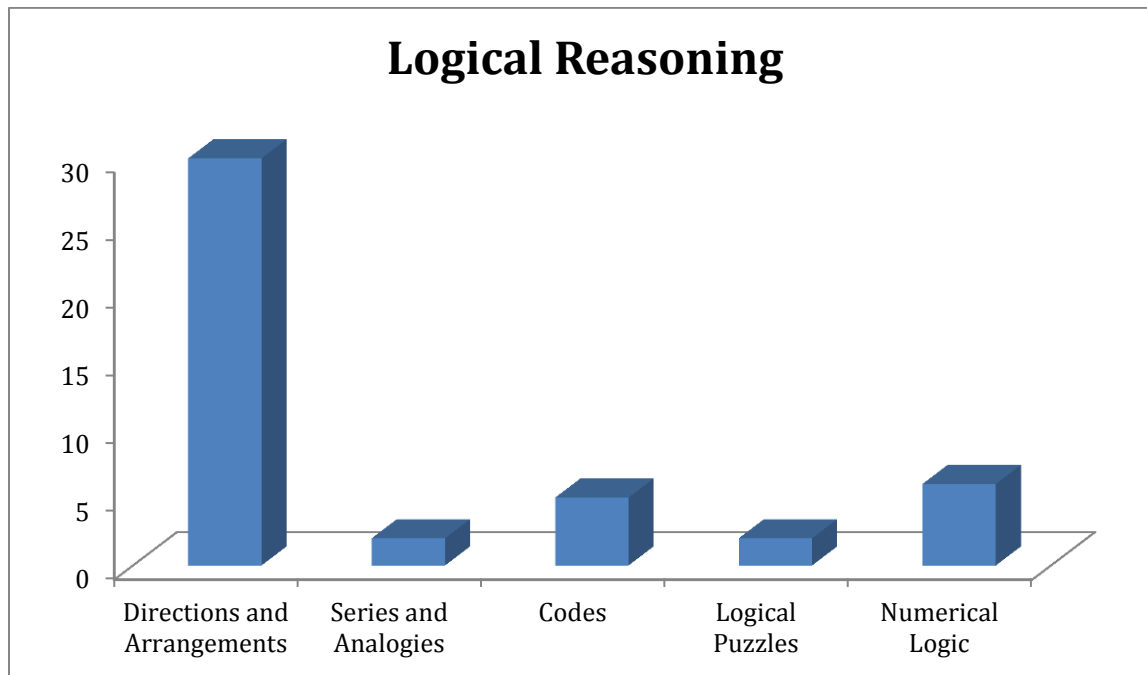 Logical Reasoning
30
25
20
15
10
5
0
Directions and
Arrangements
Series and
Analogies
Codes
Logical
Puzzles
Numerical
Logic